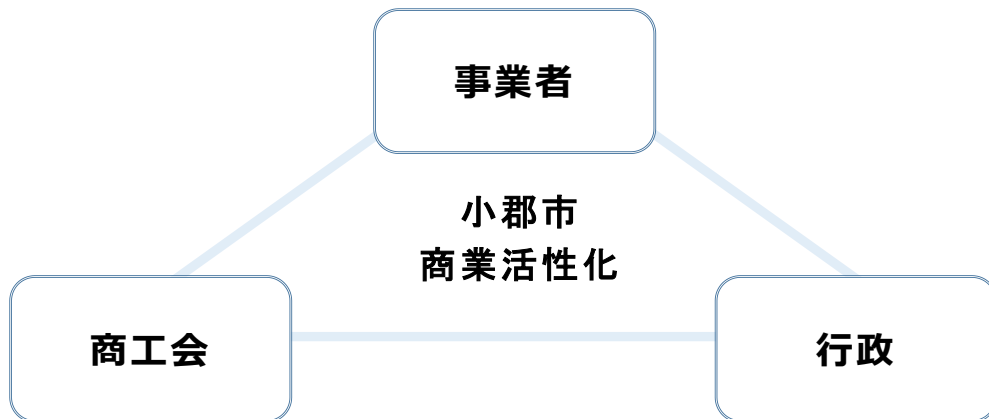 事業者
小郡市
商業活性化
商工会
行政